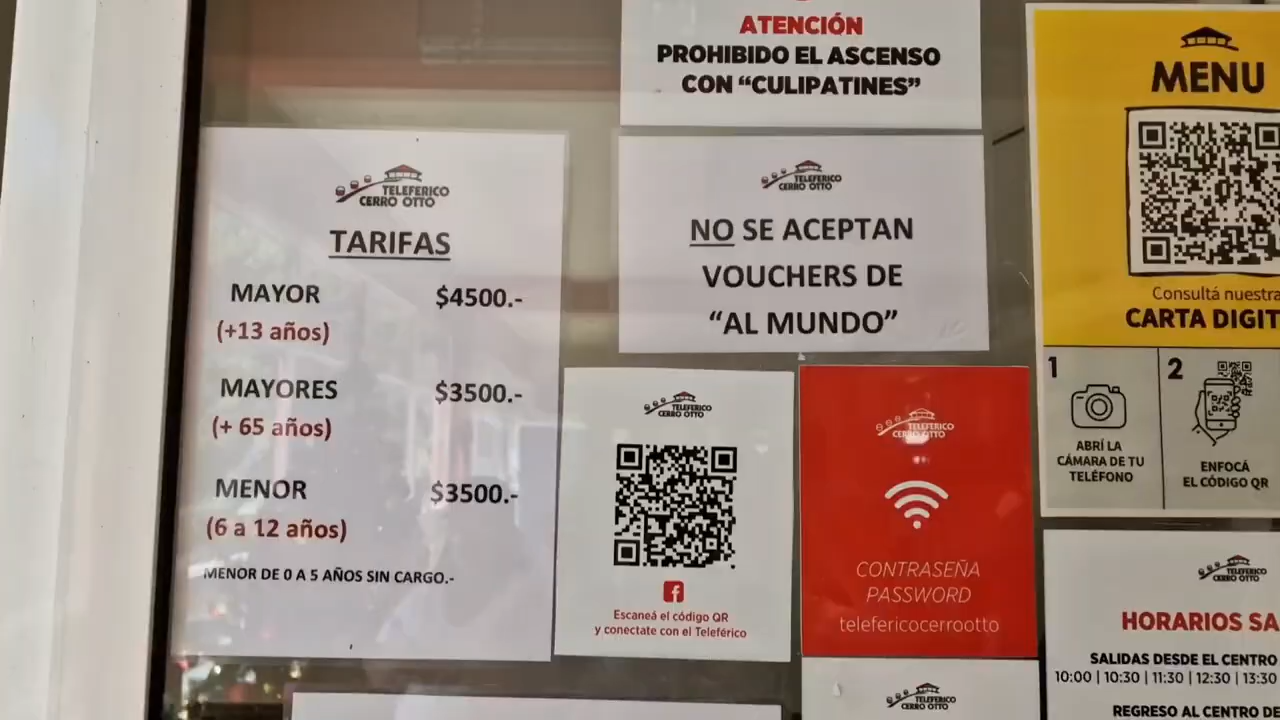 TELEFERICO
CERRO OTTO
TARIFAS
MAYOR $4500.-
(+13 años)
MAYORES $3500.-
(+ 65 años)
MENOR $3500.-
(6 a 12 años)
MENOR DE 0 A 5 AÑOS SIN CARGO.-
ATENCIÓN
PROHIBIDO EL ASCENSO
CON “CULIPATINES”
TELEFERICO
CERRO OTTO
NO SE ACEPTAN
VOUCHERS DE
“AL MUNDO”
TELEFERICO
CERRO OTTO
Escaneá el código QR
y conectate con el Teleférico
TELEFERICO
CERRO OTTO
CONTRASEÑA
PASSWORD
telefericocerrootto
TELEFERICO
CERRO OTTO
MENU
Consultá nuestra
CARTA DIGIT
1
ABRÍ LA
CÁMARA DE TU
TELÉFONO
2
ENFOCÁ
EL CÓDIGO QR
TELEFERICO
CERRO OTTO
HORARIOS SA
SALIDAS DESDE EL CENTRO
10:00 | 10:30 | 11:30 | 12:30 | 13:30
REGRESO AL CENTRO DE